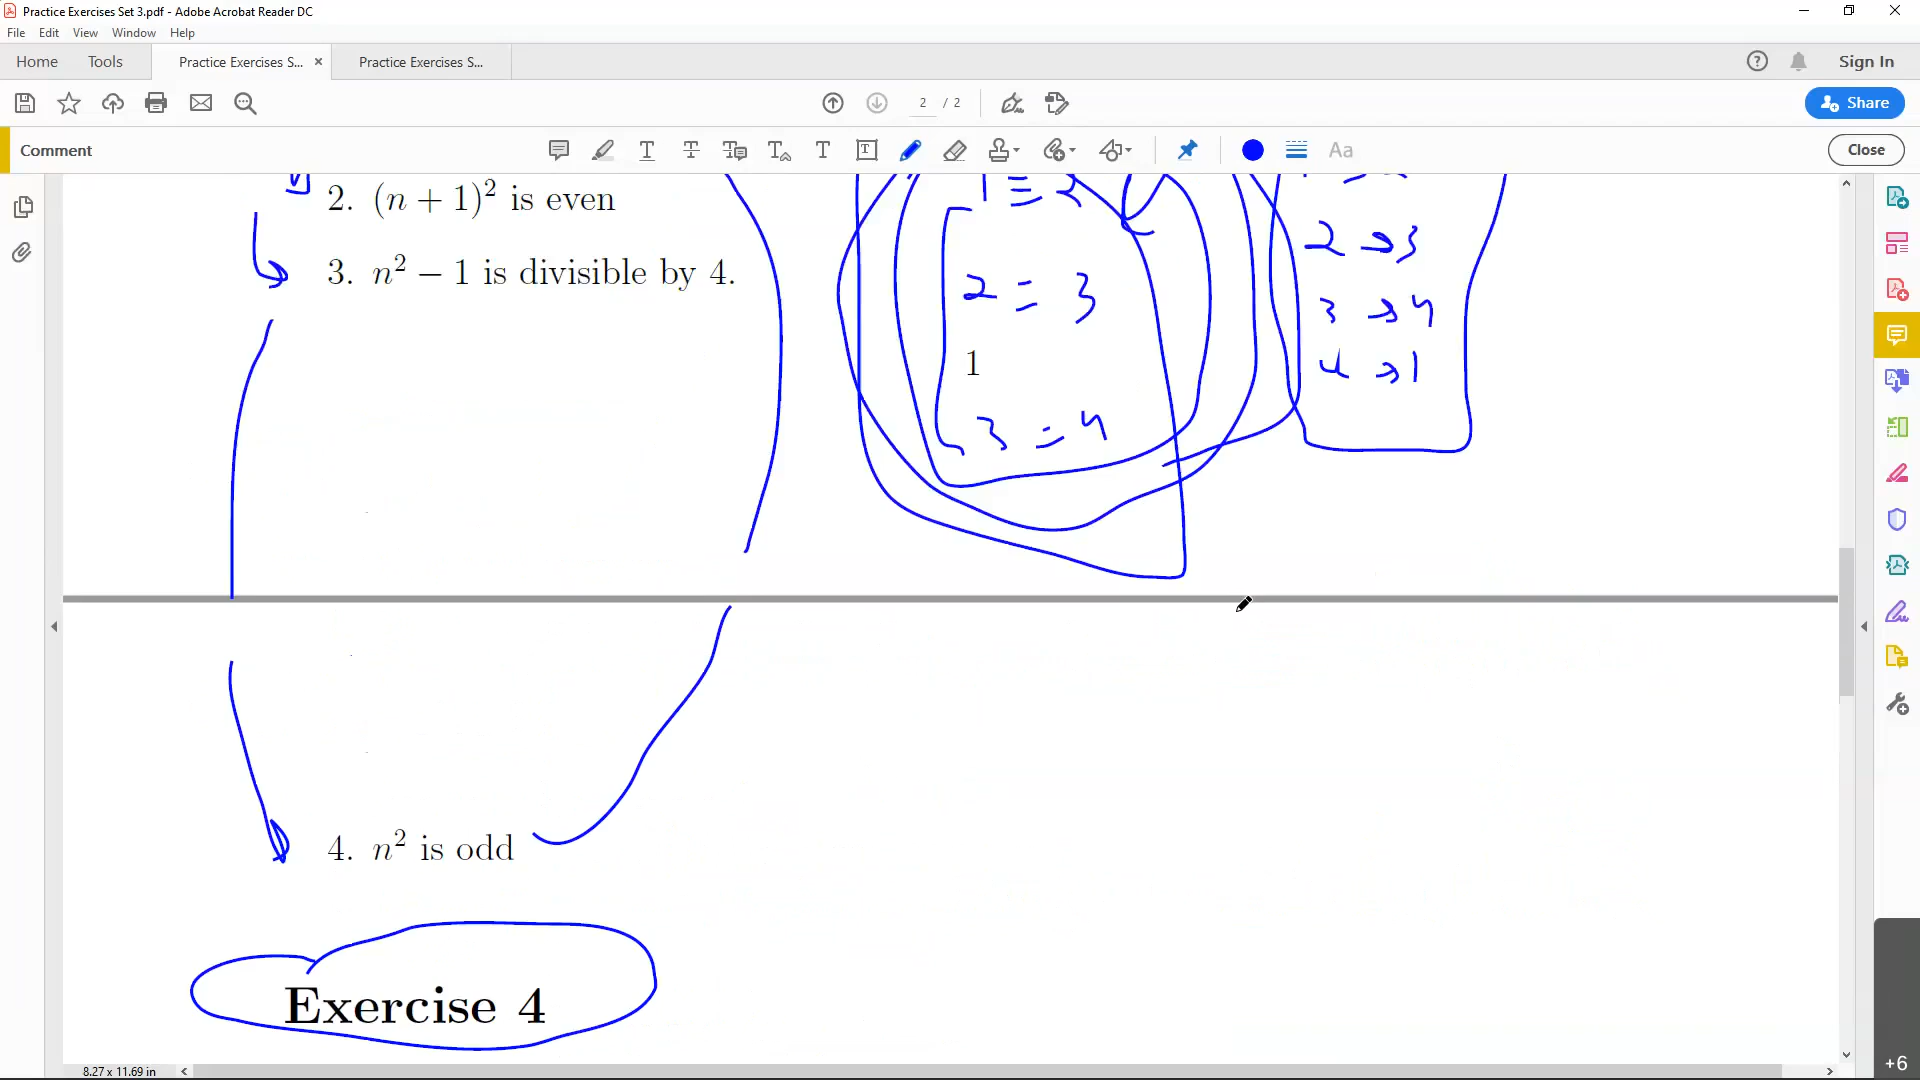 Practice Exercises Set 3.pdf - Adobe Acrobat Reader DC
File Edit View Window Help
Home Tools Practice Exercises S... × Practice Exercises S... Sign In
2 / 2 Share
Comment Aa Close
2. (n + 1)² is even
1 ≡ 2
2 → 3
3. n² − 1 is divisible by 4.
2 = 3
3 → 4
1
4 → 1
3 = 4
4. n² is odd
Exercise 4
8.27 x 11.69 in
+6